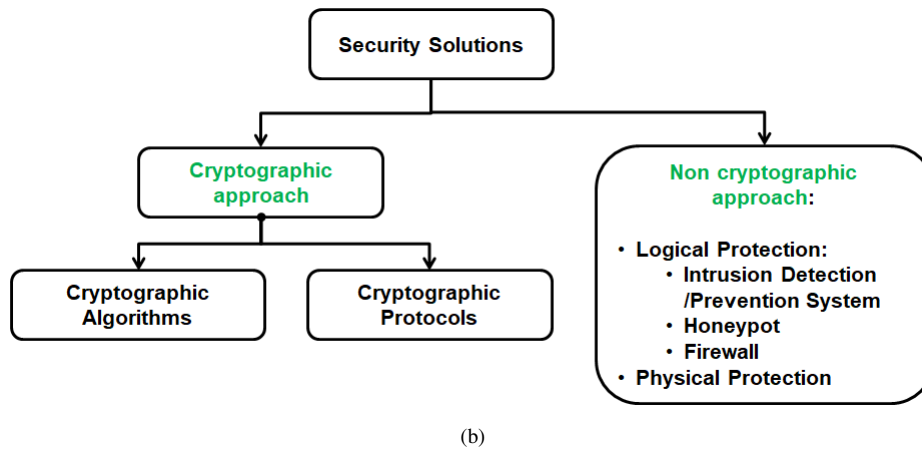 Security Solutions
Cryptographic
approach
Non cryptographic
approach:
• Logical Protection:
• Intrusion Detection
/Prevention System
• Honeypot
• Firewall
• Physical Protection
Cryptographic
Algorithms
Cryptographic
Protocols
(b)